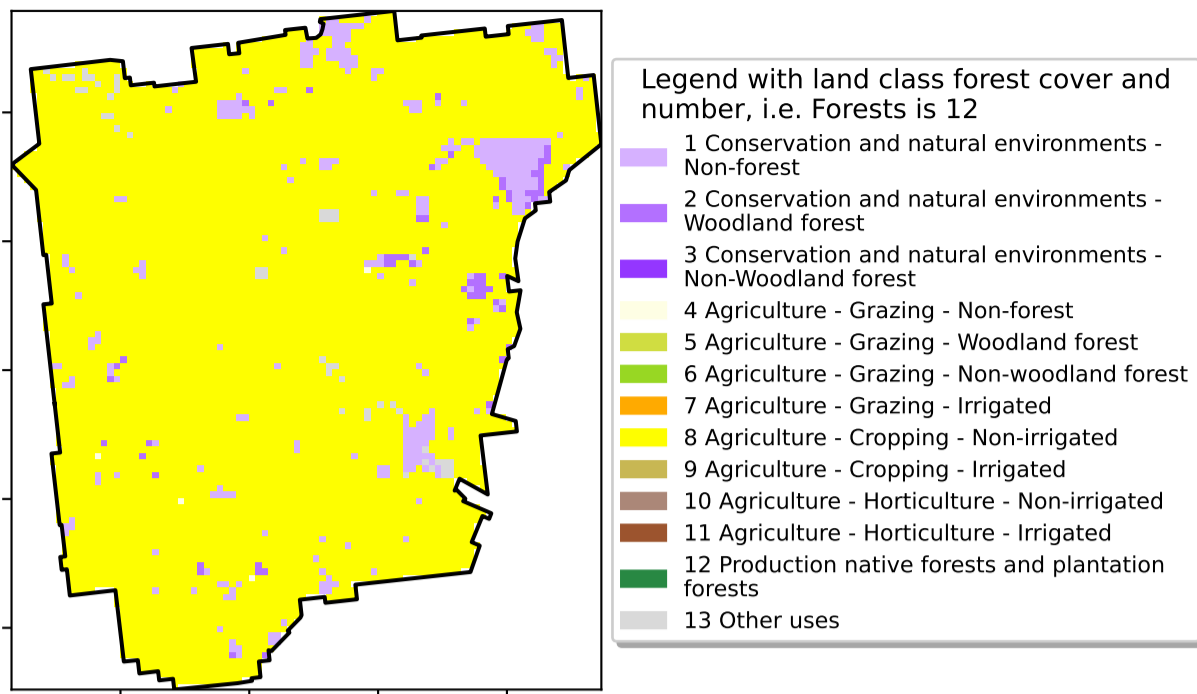 Legend with land class forest cover and
number, i.e. Forests is 12
1 Conservation and natural environments -
Non-forest
2 Conservation and natural environments -
Woodland forest
3 Conservation and natural environments -
Non-Woodland forest
4 Agriculture - Grazing - Non-forest
5 Agriculture - Grazing - Woodland forest
6 Agriculture - Grazing - Non-woodland forest
7 Agriculture - Grazing - Irrigated
8 Agriculture - Cropping - Non-irrigated
9 Agriculture - Cropping - Irrigated
10 Agriculture - Horticulture - Non-irrigated
11 Agriculture - Horticulture - Irrigated
12 Production native forests and plantation
forests
13 Other uses